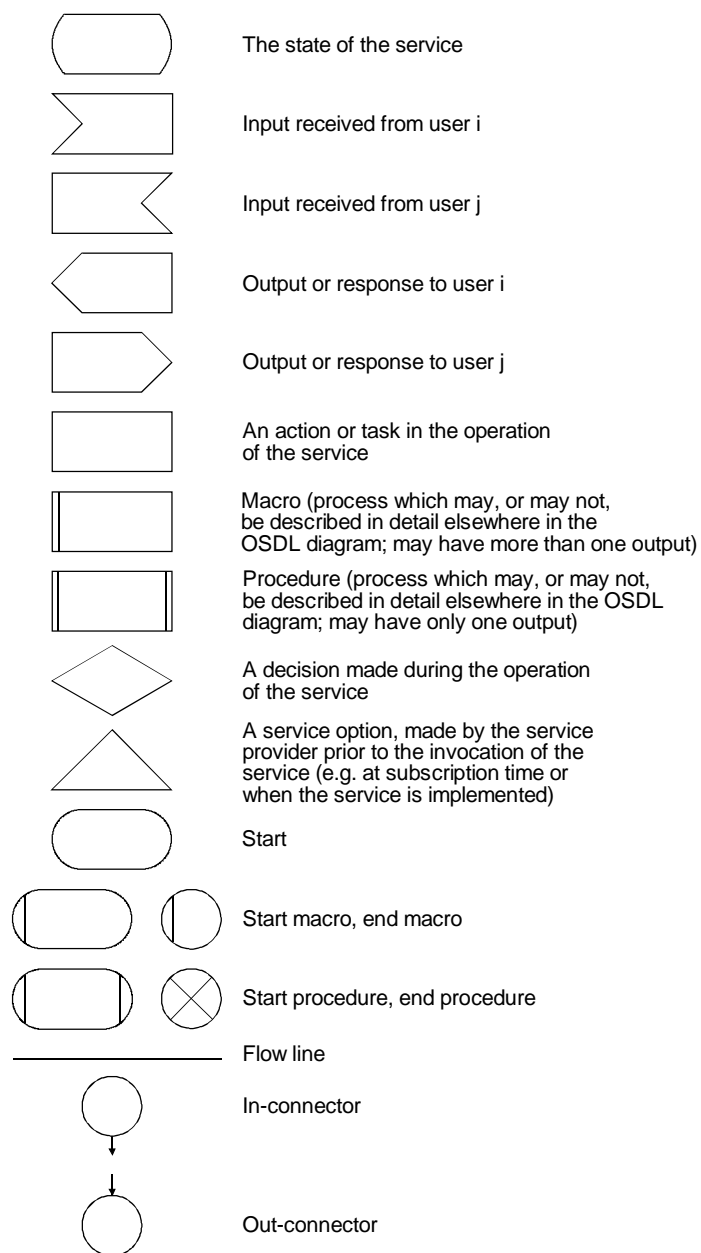 The state of the service
Input received from user i
Input received from user j
Output or response to user i
Output or response to user j
An action or task in the operation
of the service
Macro (process which may, or may not,
be described in detail elsewhere in the
OSDL diagram; may have more than one output)
Procedure (process which may, or may not,
be described in detail elsewhere in the OSDL
diagram; may have only one output)
A decision made during the operation
of the service
A service option, made by the service
provider prior to the invocation of the
service (e.g. at subscription time or
when the service is implemented)
Start
Start macro, end macro
Start procedure, end procedure
Flow line
In-connector
Out-connector